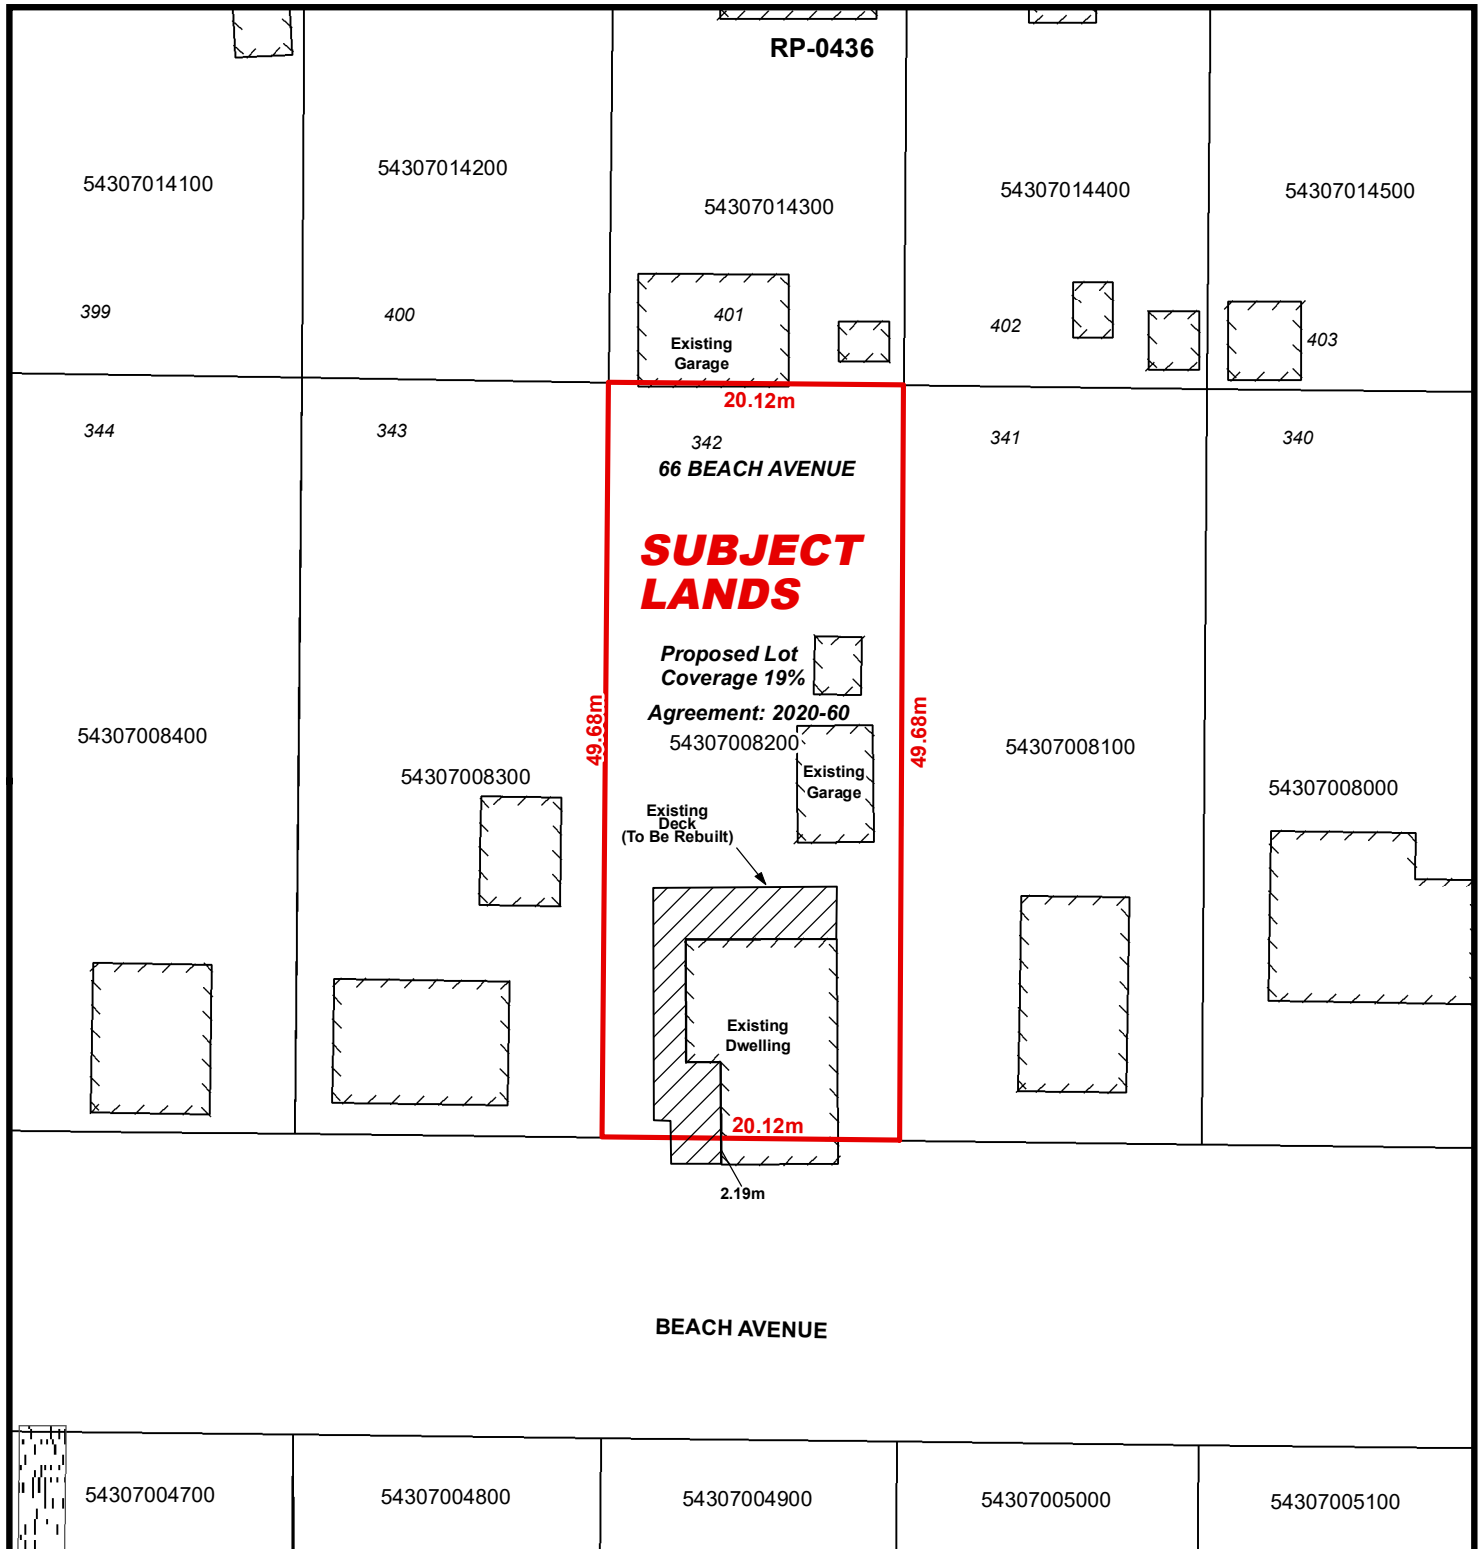 RP-0436
54307014100
54307014200
54307014300
54307014400
54307014500
399
400
401
402
403
Existing
Garage
20.12m
344
343
342
341
340
66 BEACH AVENUE
SUBJECT
LANDS
Proposed Lot
Coverage 19%
Agreement: 2020-60
49.68m
49.68m
54307008400
54307008300
54307008200
54307008100
54307008000
Existing
Garage
Existing
Deck
(To Be Rebuilt)
Existing
Dwelling
20.12m
2.19m
BEACH AVENUE
54307004700
54307004800
54307004900
54307005000
54307005100